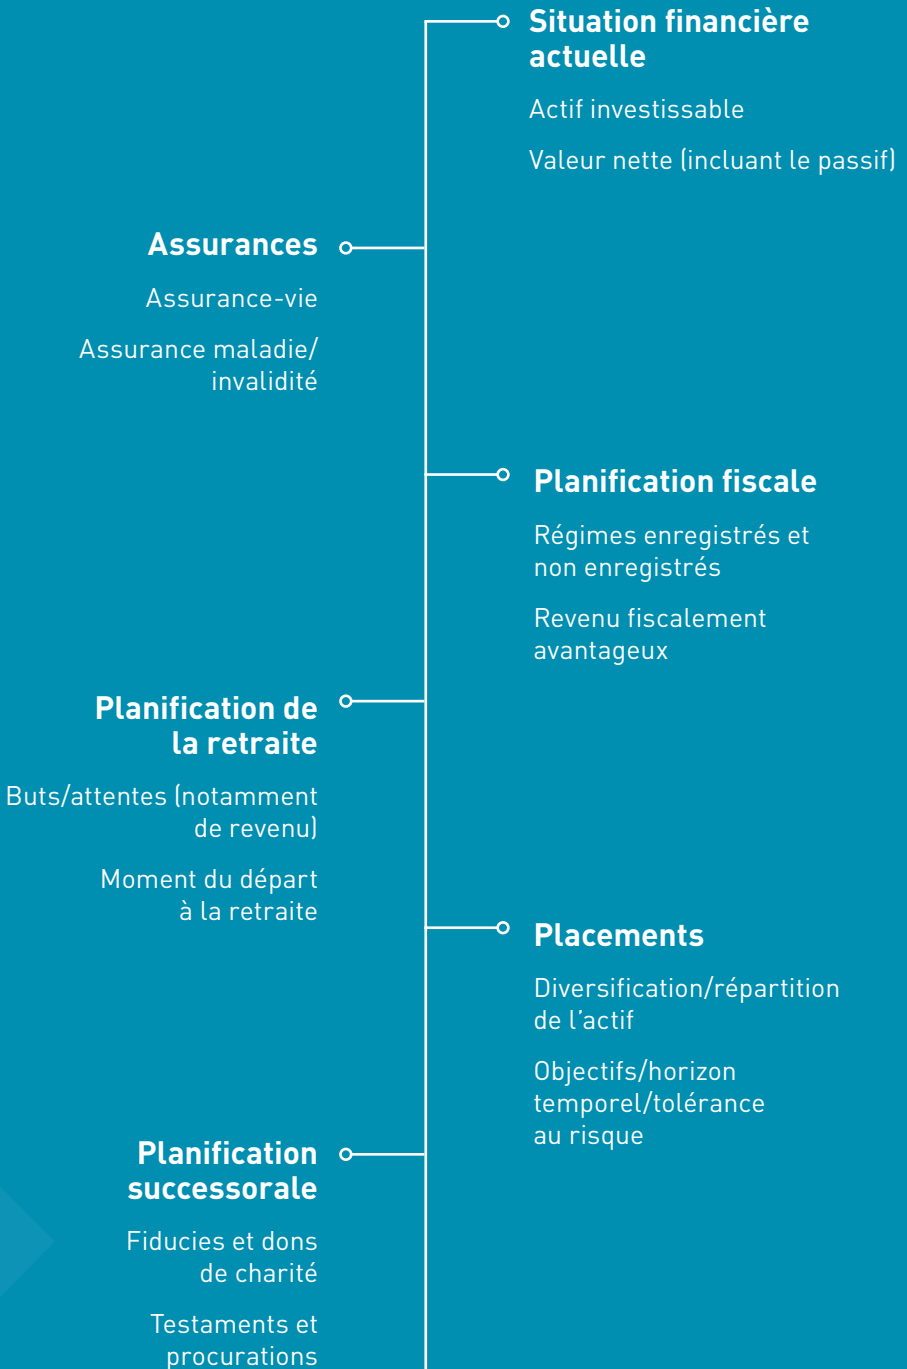 Situation financière
actuelle
Actif investissable
Valeur nette (incluant le passif)
Assurances
Assurance-vie
Assurance maladie/
invalidité
Planification fiscale
Régimes enregistrés et
non enregistrés
Revenu fiscalement
avantageux
Planification de
la retraite
Buts/attentes (notamment
de revenu)
Moment du départ
à la retraite
Placements
Diversification/répartition
de l’actif
Objectifs/horizon
temporel/tolérance
au risque
Planification
successorale
Fiducies et dons
de charité
Testaments et
procurations